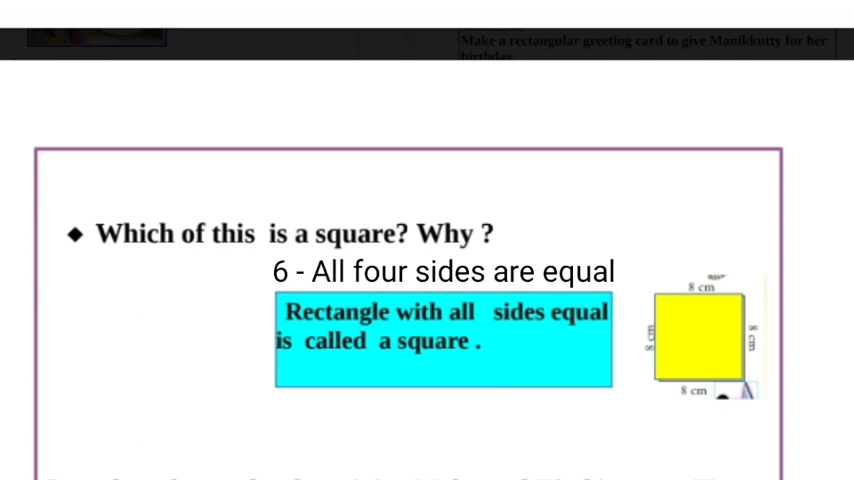 Make a rectangular greeting card to give Manikkutty for her
birthday
◆ Which of this is a square? Why ?
6 - All four sides are equal
Rectangle with all sides equal
is called a square .
8 cm
8 cm
8 cm
8 cm